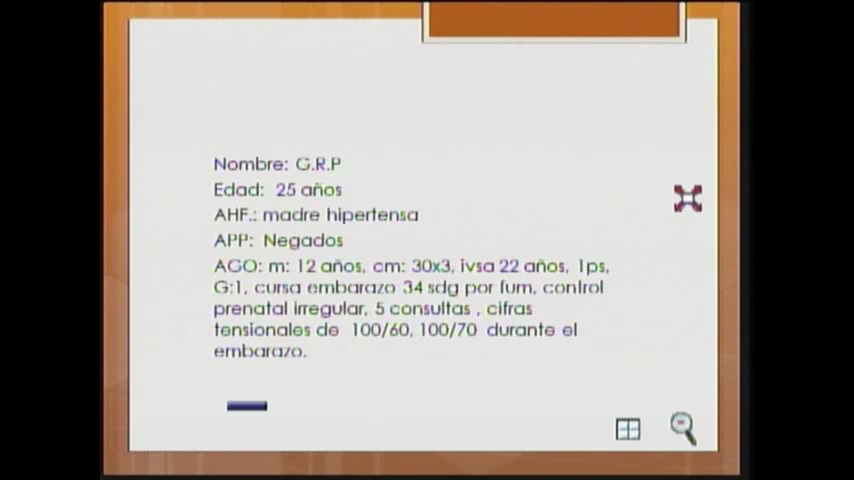 Nombre: G.R.P
Edad: 25 años
AHF.: madre hipertensa
APP: Negados
AGO: m: 12 años, cm: 30x3, ivsa 22 años, 1ps,
G:1, cursa embarazo 34 sdg por fum, control
prenatal irregular, 5 consultas , cifras
tensionales de 100/60, 100/70 durante el
embarazo.